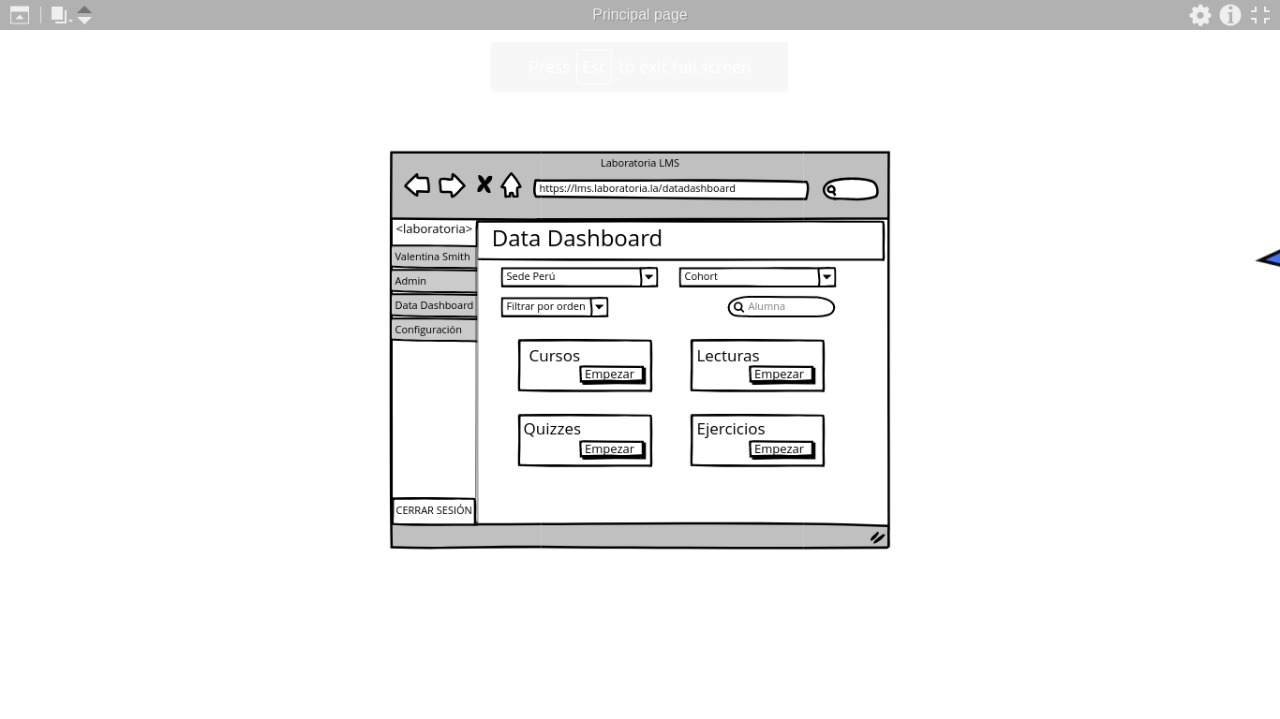 Principal page
Press Esc to exit full screen
Laboratoria LMS
https://lms.laboratoria.la/datadashboard
<laboratoria>
Data Dashboard
Valentina Smith
Admin
Data Dashboard
Configuración
CERRAR SESIÓN
Sede Perú
Cohort
Filtrar por orden
Alumna
Cursos
Empezar
Lecturas
Empezar
Quizzes
Empezar
Ejercicios
Empezar